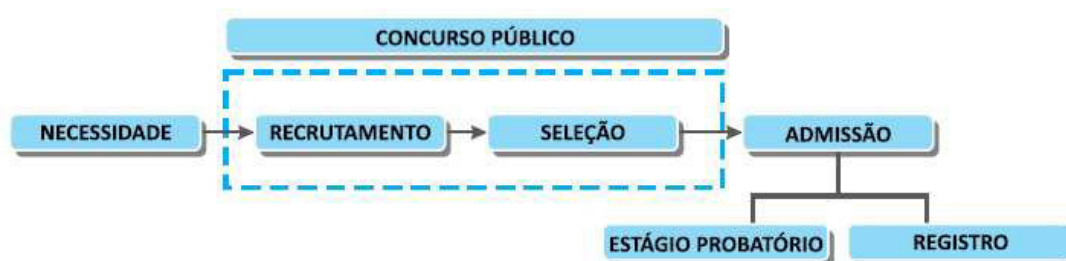 CONCURSO PÚBLICO
NECESSIDADE
RECRUTAMENTO
SELEÇÃO
ADMISSÃO
ESTÁGIO PROBATÓRIO
REGISTRO